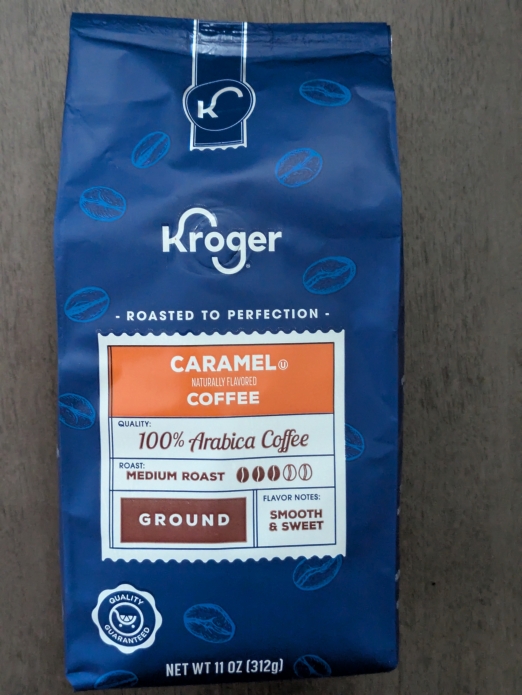 K
Kroger®
- ROASTED TO PERFECTION -
CARAMEL Ⓤ
NATURALLY FLAVORED
COFFEE
QUALITY:
100% Arabica Coffee
ROAST:
MEDIUM ROAST
GROUND
FLAVOR NOTES:
SMOOTH
& SWEET
QUALITY
GUARANTEED
NET WT 11 OZ (312g)